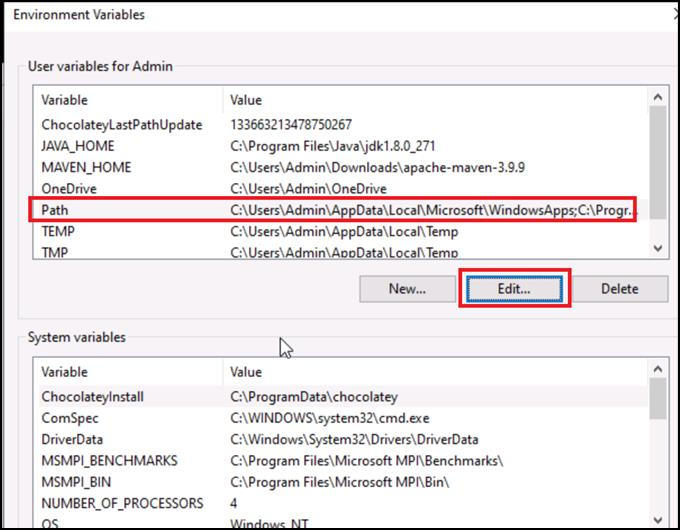 Environment Variables
User variables for Admin
Variable Value
ChocolateyLastPathUpdate 133663213478750267
JAVA_HOME C:\Program Files\Java\jdk1.8.0_271
MAVEN_HOME C:\Users\Admin\Downloads\apache-maven-3.9.9
OneDrive C:\Users\Admin\OneDrive
Path C:\Users\Admin\AppData\Local\Microsoft\WindowsApps;C:\Progr...
TEMP C:\Users\Admin\AppData\Local\Temp
TMP C:\Users\Admin\AppData\Local\Temp
New... Edit... Delete
System variables
Variable Value
ChocolateyInstall C:\ProgramData\chocolatey
ComSpec C:\WINDOWS\system32\cmd.exe
DriverData C:\Windows\System32\Drivers\DriverData
MSMPI_BENCHMARKS C:\Program Files\Microsoft MPI\Benchmarks\
MSMPI_BIN C:\Program Files\Microsoft MPI\Bin\
NUMBER_OF_PROCESSORS 4
OS Windows_NT